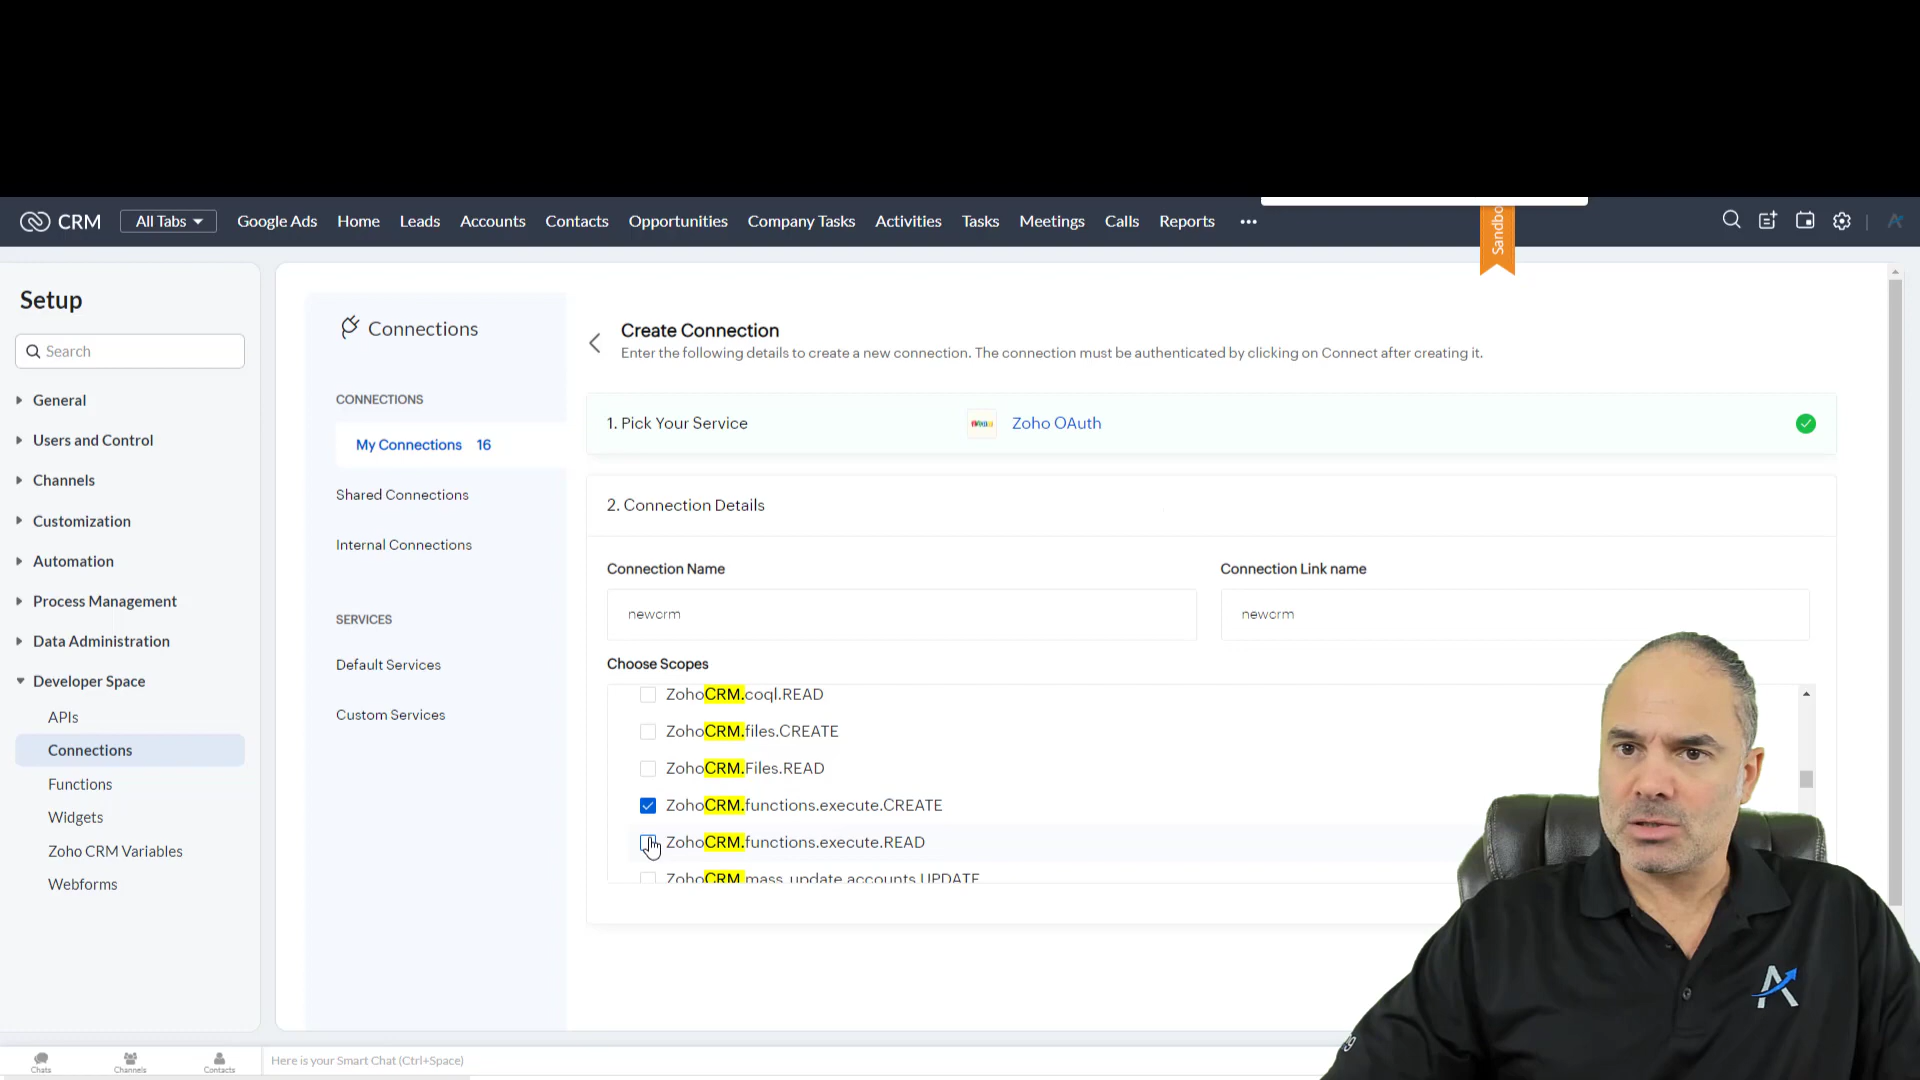 CRM
All Tabs
Google Ads
Home
Leads
Accounts
Contacts
Opportunities
Company Tasks
Activities
Tasks
Meetings
Calls
Reports
•••
Sandbo
Setup
Search
General
Users and Control
Channels
Customization
Automation
Process Management
Data Administration
Developer Space
APIs
Connections
Functions
Widgets
Zoho CRM Variables
Webforms
Connections
CONNECTIONS
My Connections 16
Shared Connections
Internal Connections
SERVICES
Default Services
Custom Services
Create Connection
Enter the following details to create a new connection. The connection must be authenticated by clicking on Connect after creating it.
1. Pick Your Service
Zoho OAuth
2. Connection Details
Connection Name
Connection Link name
newcrm
newcrm
Choose Scopes
ZohoCRM.coql.READ
ZohoCRM.files.CREATE
ZohoCRM.Files.READ
ZohoCRM.functions.execute.CREATE
ZohoCRM.functions.execute.READ
ZohoCRM.mass_update.accounts.UPDATE
Chats
Channels
Contacts
Here is your Smart Chat (Ctrl+Space)